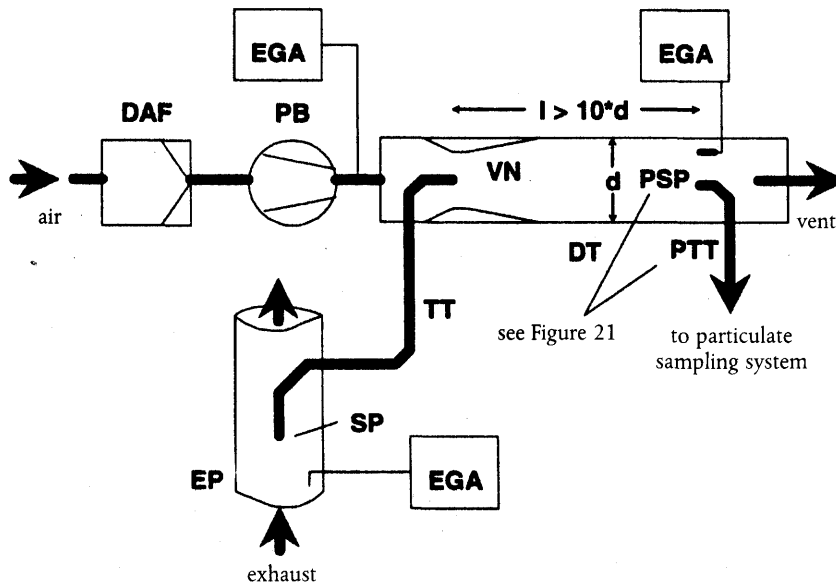 EGA
EGA
DAF
PB
l > 10*d
VN
d
PSP
air
vent
DT
PTT
TT
see Figure 21
to particulate
sampling system
SP
EP
EGA
exhaust